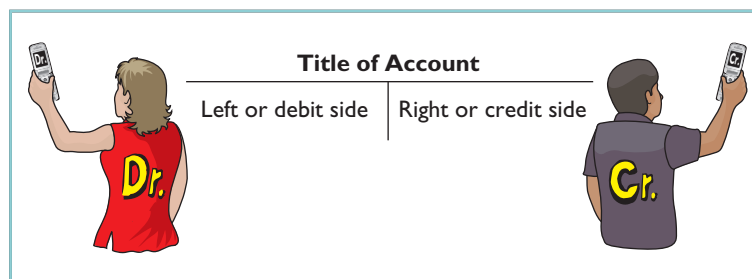 Title of Account
Left or debit side
Right or credit side
Dr.
Cr.
Dr.
Cr.